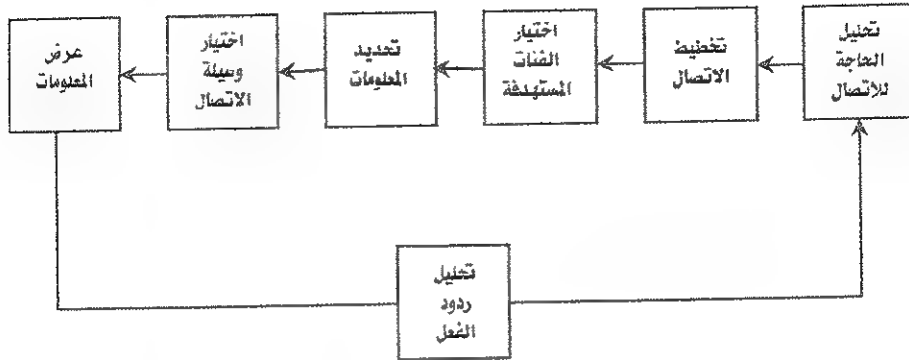 تحليل
الحاجة
للاتصال
تخطيط
الاتصال
اختيار
الفئات
المستهدفة
تحديد
المعلومات
اختيار
وسيلة
الاتصال
عرض
المعلومات
تحليل
ردود
الفعل